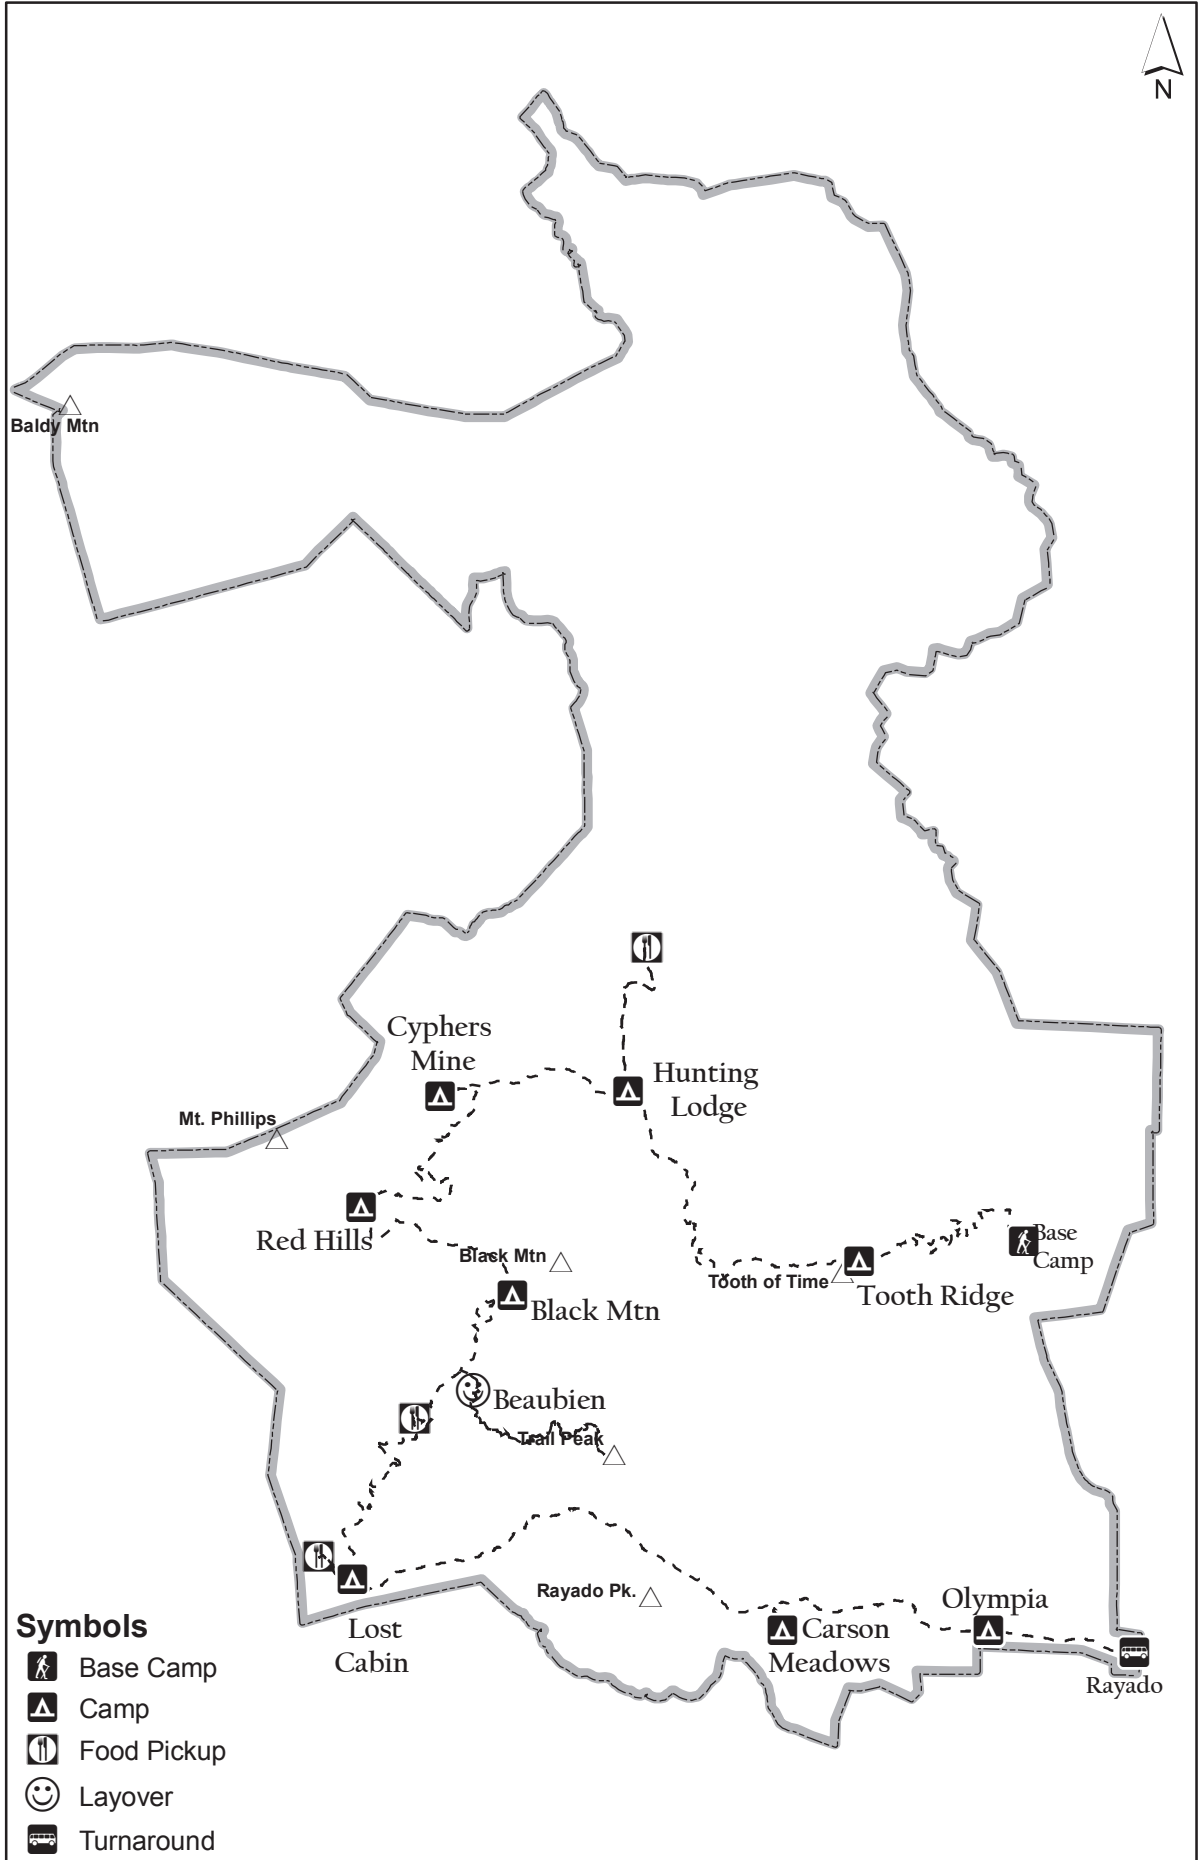 N
Baldy Mtn
Cyphers
Mine
Hunting
Lodge
Mt. Phillips
Red Hills
Black Mtn
Base
Camp
Tooth of Time
Tooth Ridge
Black Mtn
Beaubien
Trail Peak
Rayado Pk.
Olympia
Carson
Meadows
Lost
Cabin
Rayado
Symbols
Base Camp
Camp
Food Pickup
Layover
Turnaround